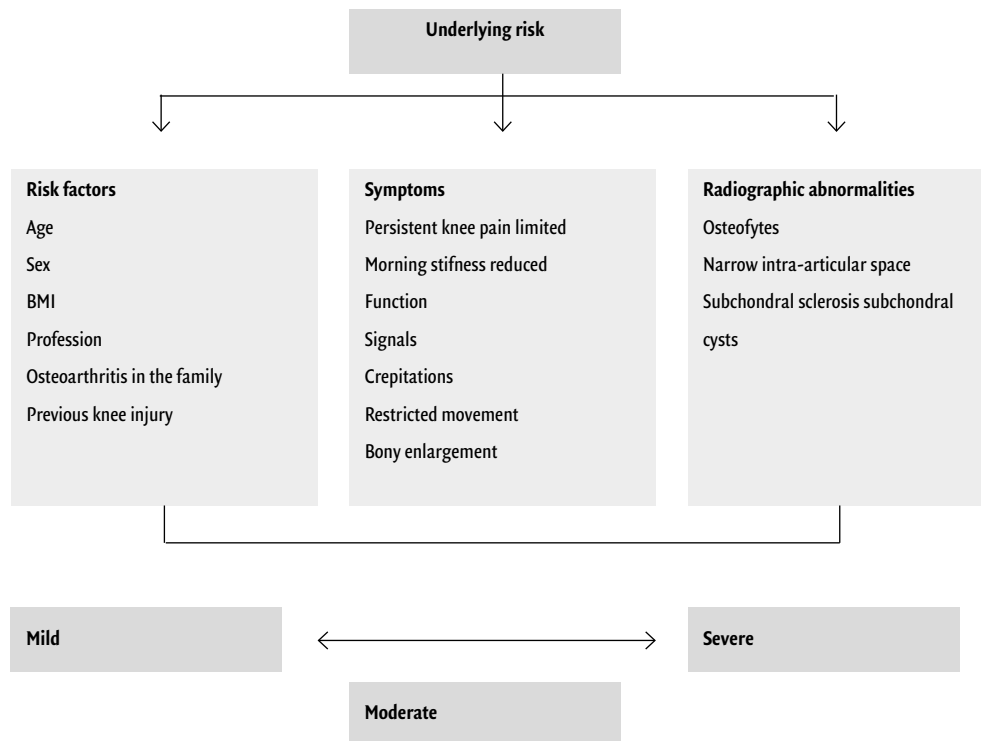 Underlying risk
Risk factors
Age
Sex
BMI
Profession
Osteoarthritis in the family
Previous knee injury
Symptoms
Persistent knee pain limited
Morning stifness reduced
Function
Signals
Crepitations
Restricted movement
Bony enlargement
Radiographic abnormalities
Osteofytes
Narrow intra-articular space
Subchondral sclerosis subchondral
cysts
Mild
Severe
Moderate